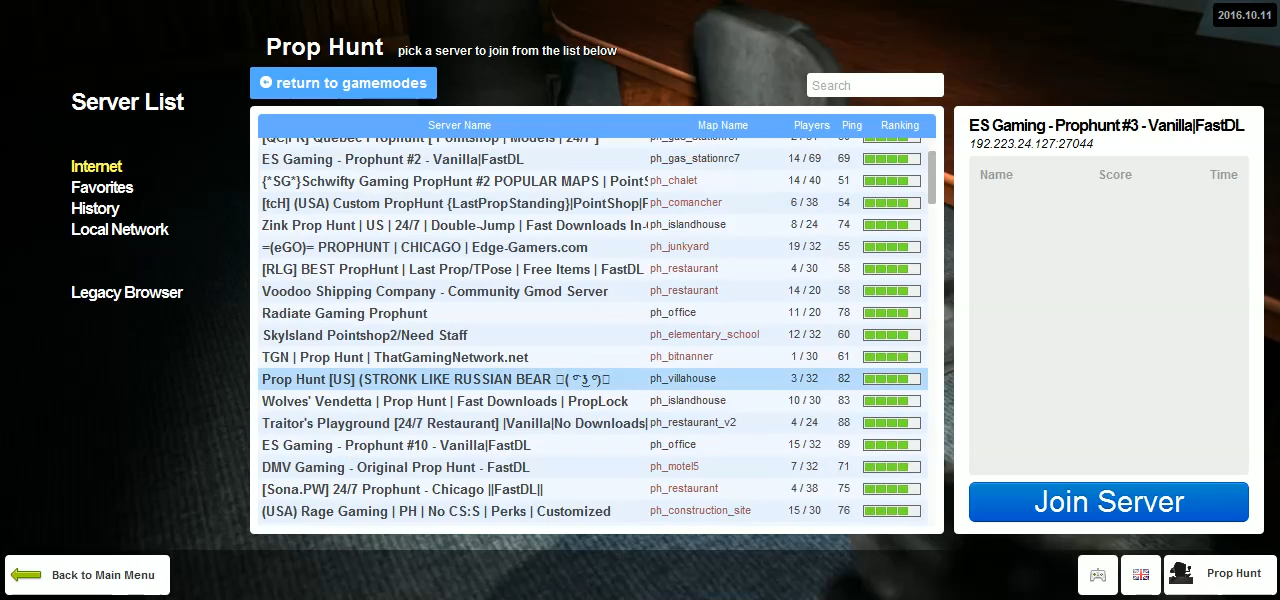 2016.10.11
Prop Hunt pick a server to join from the list below
return to gamemodes
Search
Server List
Internet
Favorites
History
Local Network
Legacy Browser
Server Name Map Name Players Ping Ranking
[QC|FR] Quebec Prophunt [ Pointshop | Models | 24/7 ]
ES Gaming - Prophunt #2 - Vanilla|FastDL ph_gas_stationrc7 14 / 69 69
{*SG*}Schwifty Gaming PropHunt #2 POPULAR MAPS | PointS ph_chalet 14 / 40 51
[tcH] (USA) Custom PropHunt {LastPropStanding}|PointShop|F ph_comancher 6 / 38 54
Zink Prop Hunt | US | 24/7 | Double-Jump | Fast Downloads In- ph_islandhouse 8 / 24 74
=(eGO)= PROPHUNT | CHICAGO | Edge-Gamers.com ph_junkyard 19 / 32 55
[RLG] BEST PropHunt | Last Prop/TPose | Free Items | FastDL ph_restaurant 4 / 30 58
Voodoo Shipping Company - Community Gmod Server ph_restaurant 14 / 20 58
Radiate Gaming Prophunt ph_office 11 / 20 78
SkyIsland Pointshop2/Need Staff ph_elementary_school 12 / 32 60
TGN | Prop Hunt | ThatGamingNetwork.net ph_bitnanner 1 / 30 61
Prop Hunt [US] (STRONK LIKE RUSSIAN BEAR ( ͡° ͜ʖ ͡°) ph_villahouse 3 / 32 82
Wolves' Vendetta | Prop Hunt | Fast Downloads | PropLock ph_islandhouse 10 / 30 83
Traitor's Playground [24/7 Restaurant] |Vanilla|No Downloads| ph_restaurant_v2 4 / 24 88
ES Gaming - Prophunt #10 - Vanilla|FastDL ph_office 15 / 32 89
DMV Gaming - Original Prop Hunt - FastDL ph_motel5 7 / 32 71
[Sona.PW] 24/7 Prophunt - Chicago ||FastDL|| ph_restaurant 4 / 38 75
(USA) Rage Gaming | PH | No CS:S | Perks | Customized ph_construction_site 15 / 30 76
ES Gaming - Prophunt #3 - Vanilla|FastDL
192.223.24.127:27044
Name Score Time
Join Server
Back to Main Menu
Prop Hunt